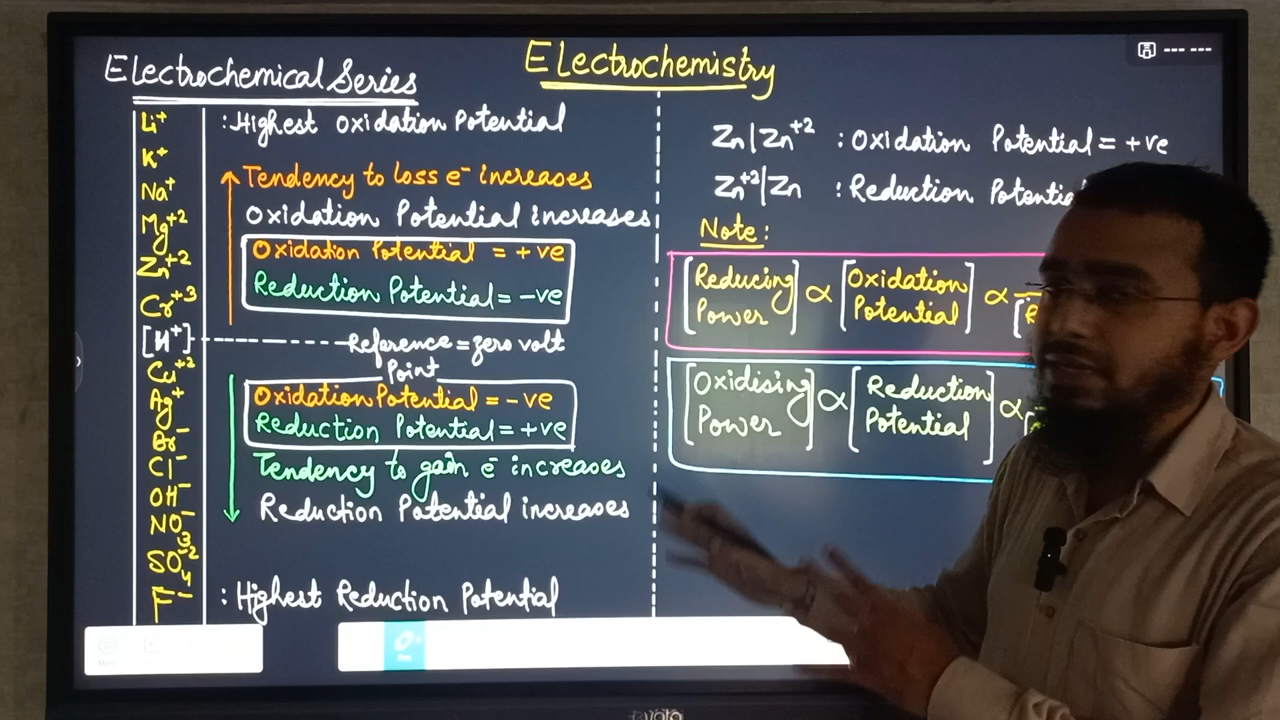 Electrochemistry
Electrochemical Series
Li+ : Highest Oxidation Potential
K+
Tendency to loss e- increases
Na+
Oxidation Potential increases
Mg+2
Oxidation Potential = +ve
Zn+2
Reduction Potential = -ve
Cr+3
[H+] Reference = zero volt
Point
Cu+2
Ag+
Oxidation Potential = -ve
Reduction Potential = +ve
Br-
Cl-
Tendency to gain e- increases
OH-
Reduction Potential increases
NO3-
SO4-2
F- : Highest Reduction Potential
Zn|Zn+2 : Oxidation Potential = +ve
Zn+2|Zn : Reduction
Note:
[Reducing Power] ∝ [Oxidation Potential] ∝
[Oxidising Power] ∝ [Reduction Potential] ∝